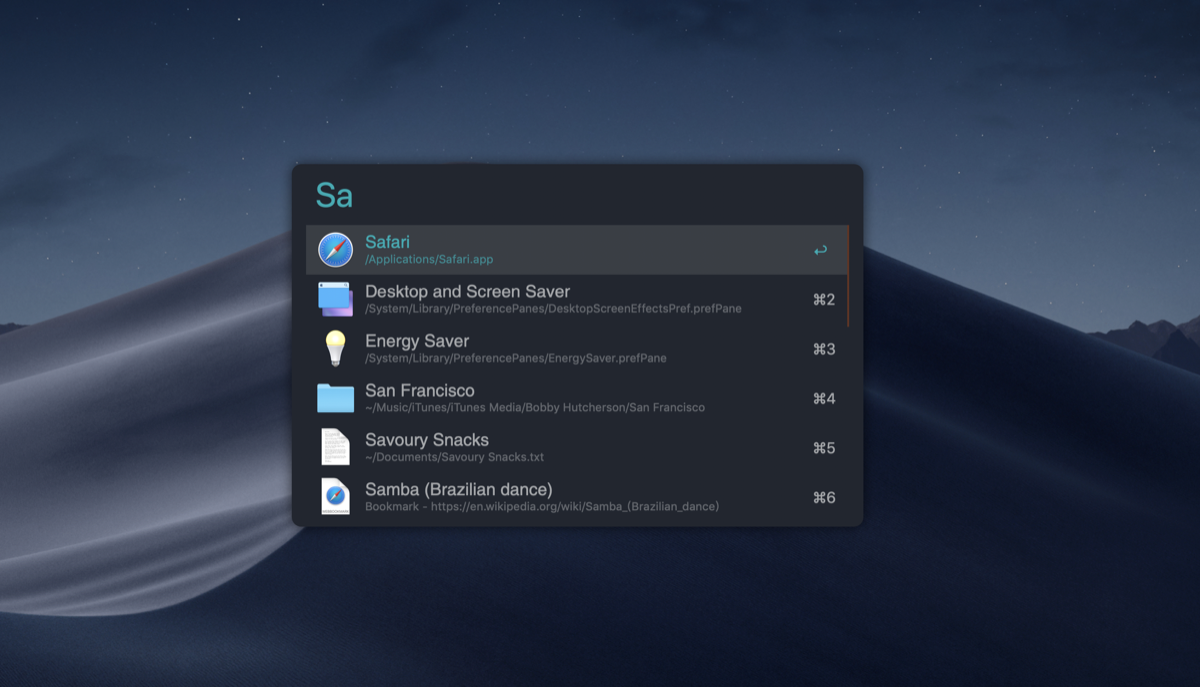 Sa
Safari
/Applications/Safari.app
↩
Desktop and Screen Saver
/System/Library/PreferencePanes/DesktopScreenEffectsPref.prefPane
⌘2
Energy Saver
/System/Library/PreferencePanes/EnergySaver.prefPane
⌘3
San Francisco
~/Music/iTunes/iTunes Media/Bobby Hutcherson/San Francisco
⌘4
Savoury Snacks
~/Documents/Savoury Snacks.txt
⌘5
Samba (Brazilian dance)
Bookmark - https://en.wikipedia.org/wiki/Samba_(Brazilian_dance)
⌘6